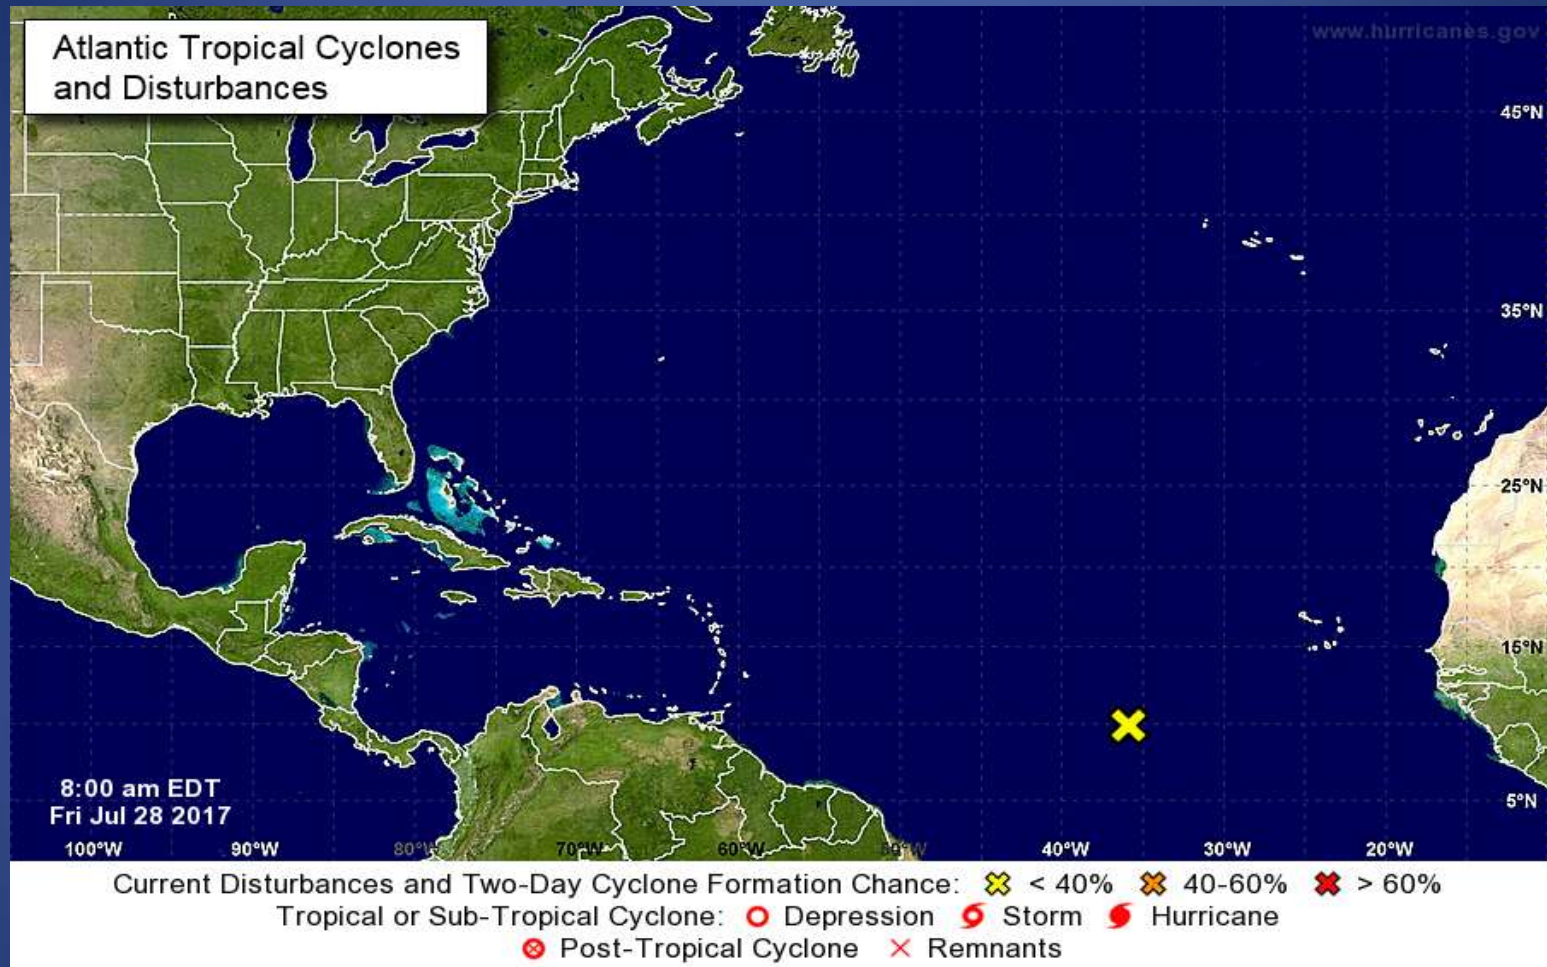 Atlantic Tropical Cyclones
and Disturbances
www.hurricanes.gov
45°N
35°N
25°N
15°N
5°N
8:00 am EDT
Fri Jul 28 2017
100°W 90°W 80°W 70°W 60°W 50°W 40°W 30°W 20°W
Current Disturbances and Two-Day Cyclone Formation Chance: < 40% 40-60% > 60%
Tropical or Sub-Tropical Cyclone: Depression Storm Hurricane
Post-Tropical Cyclone Remnants